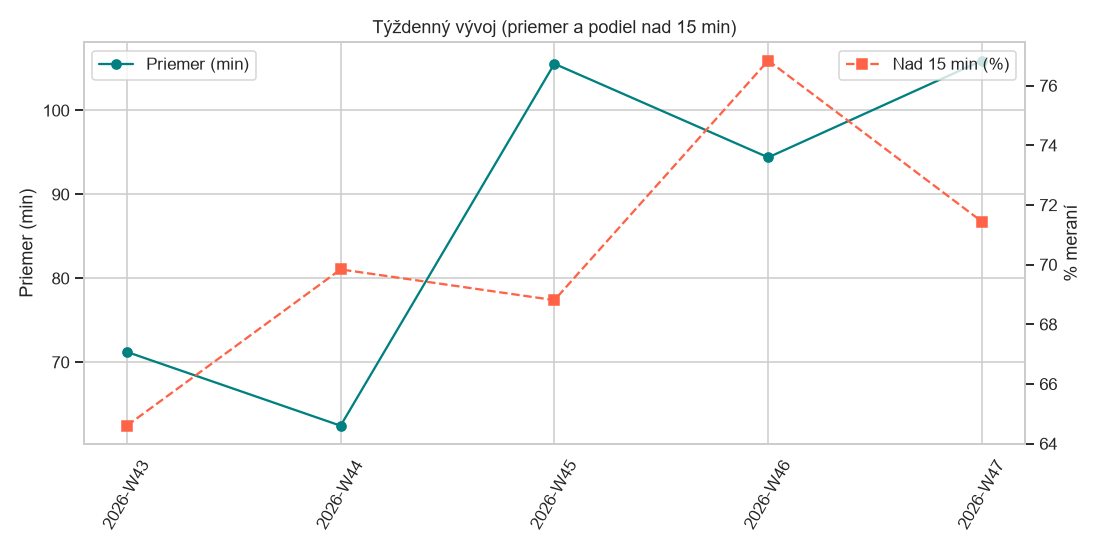 Týždenný vývoj (priemer a podiel nad 15 min)
Priemer (min)
Nad 15 min (%)
Priemer (min)
100
90
80
70
% meraní
76
74
72
70
68
66
64
2026-W43
2026-W44
2026-W45
2026-W46
2026-W47